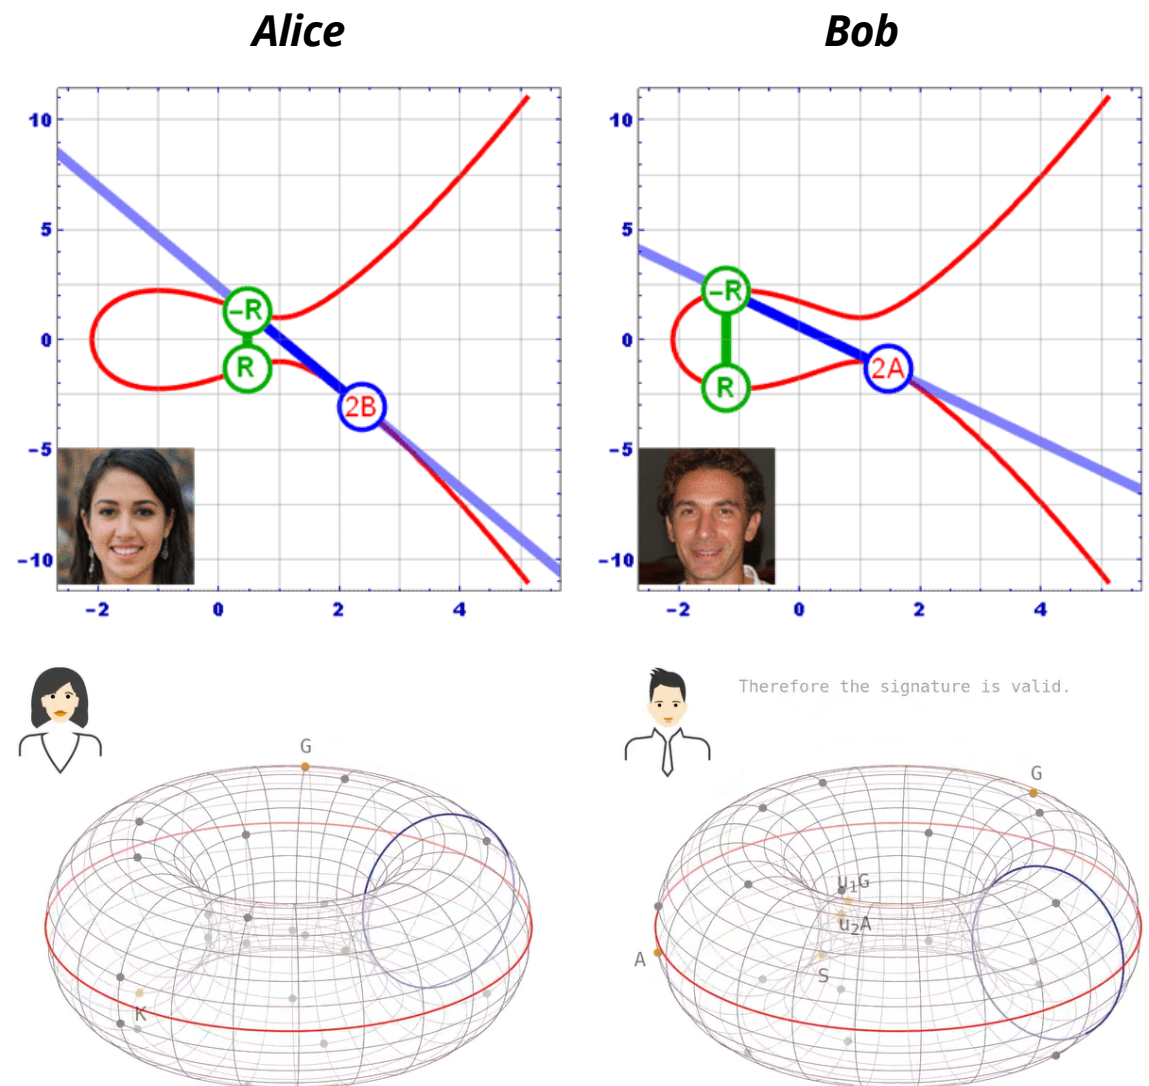 Alice
Bob
10
5
0
−5
−10
−2 0 2 4
−R
R
2B
10
5
0
−5
−10
−2 0 2 4
−R
R
2A
Therefore the signature is valid.
G
K
G
u₁G
u₂A
A
S